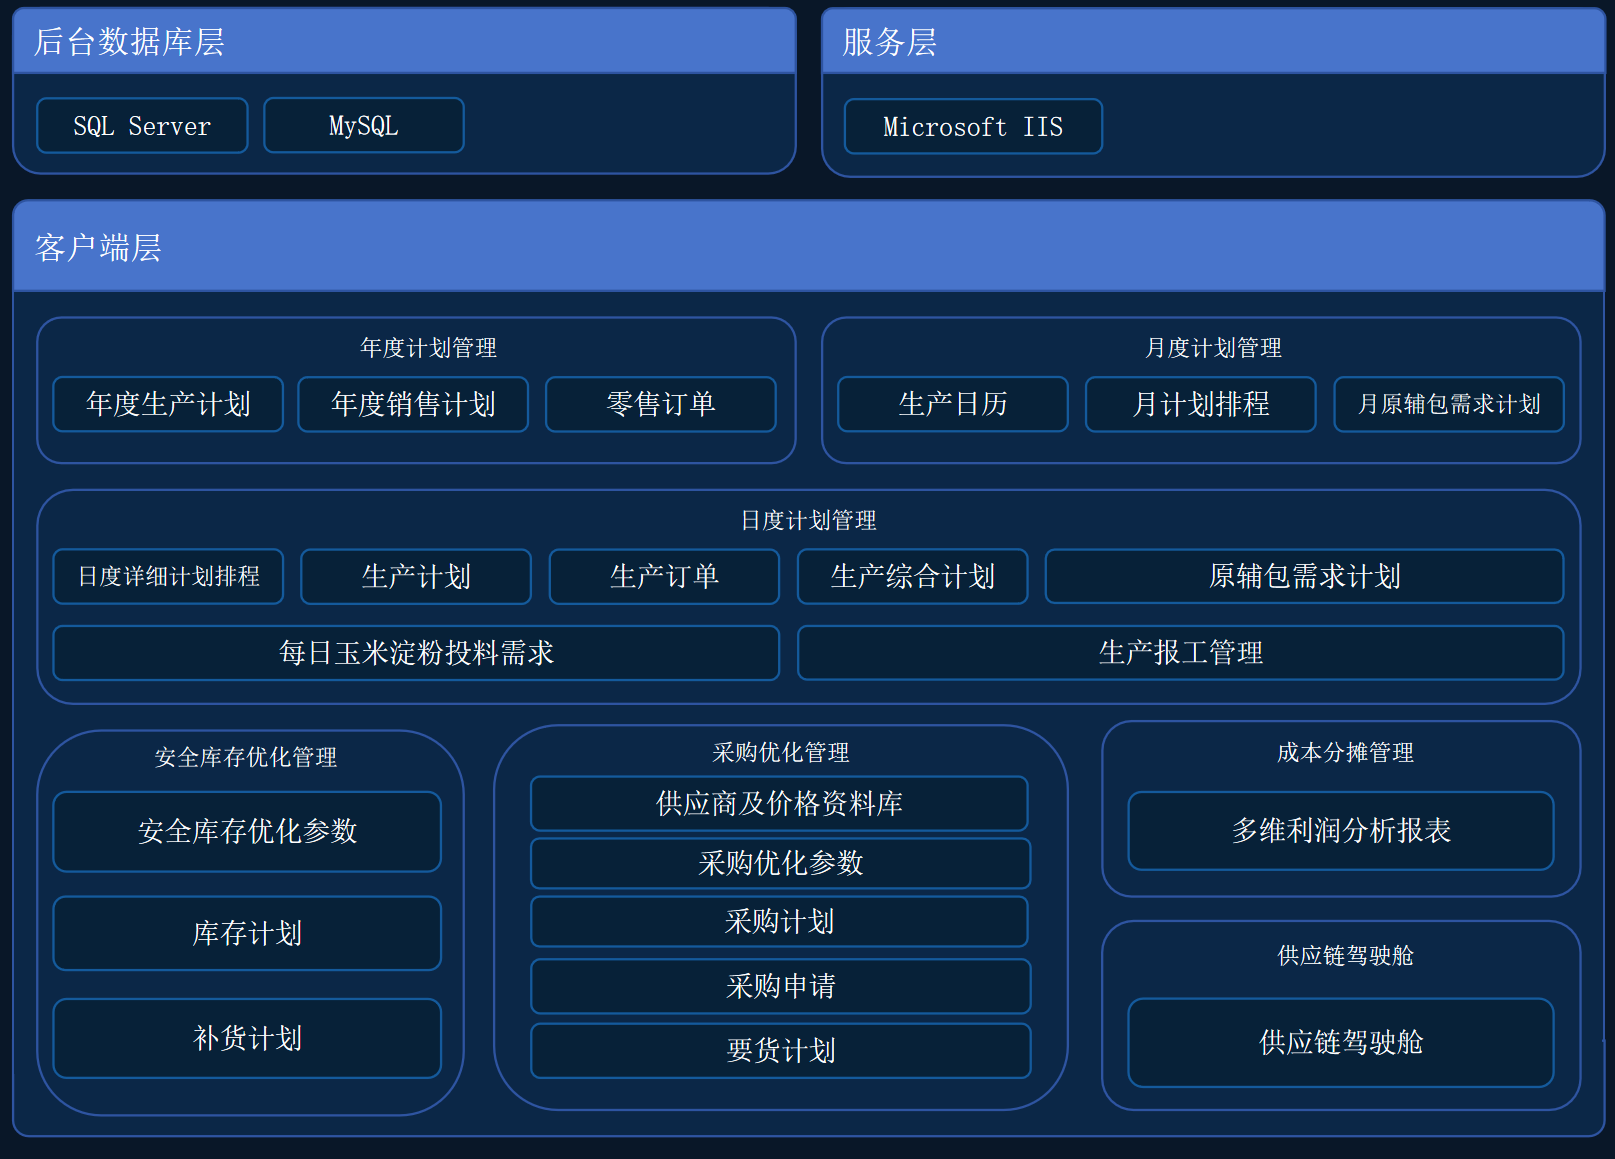 后台数据库层
SQL Server
MySQL
服务层
Microsoft IIS
客户端层
年度计划管理
年度生产计划
年度销售计划
零售订单
月度计划管理
生产日历
月计划排程
月原辅包需求计划
日度计划管理
日度详细计划排程
生产计划
生产订单
生产综合计划
原辅包需求计划
每日玉米淀粉投料需求
生产报工管理
安全库存优化管理
安全库存优化参数
库存计划
补货计划
采购优化管理
供应商及价格资料库
采购优化参数
采购计划
采购申请
要货计划
成本分摊管理
多维利润分析报表
供应链驾驶舱
供应链驾驶舱